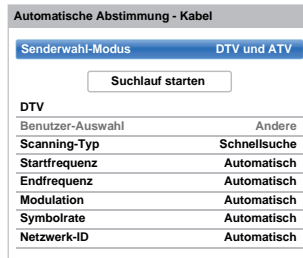 Automatische Abstimmung - Kabel
Senderwahl-Modus DTV und ATV
Suchlauf starten
DTV
Benutzer-Auswahl Andere
Scanning-Typ Schnellsuche
Startfrequenz Automatisch
Endfrequenz Automatisch
Modulation Automatisch
Symbolrate Automatisch
Netzwerk-ID Automatisch